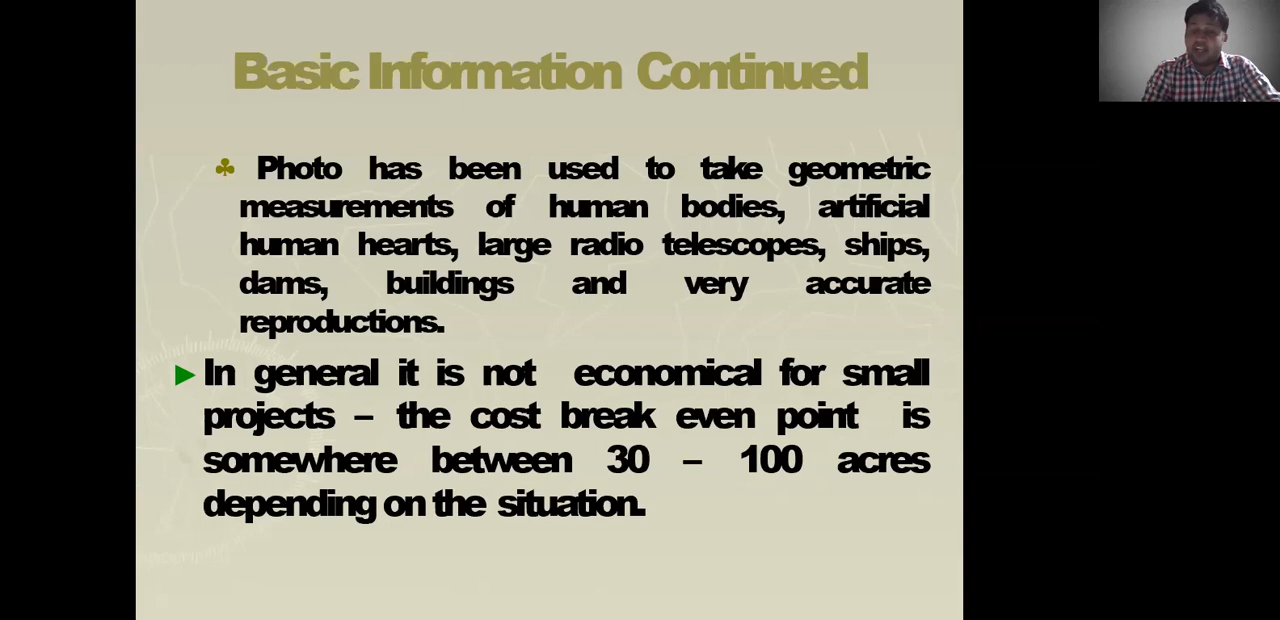 Basic Information Continued
♣ Photo has been used to take geometric
measurements of human bodies, artificial
human hearts, large radio telescopes, ships,
dams, buildings and very accurate
reproductions.
► In general it is not economical for small
projects – the cost break even point is
somewhere between 30 – 100 acres
depending on the situation.